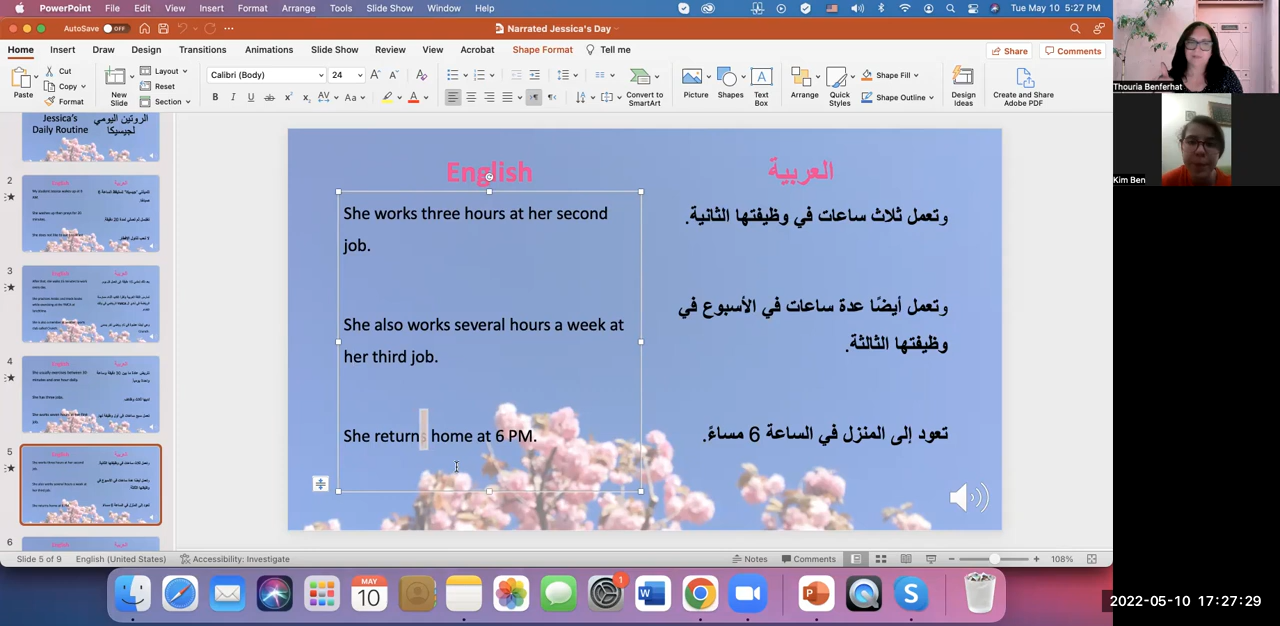 PowerPoint File Edit View Insert Format Arrange Tools Slide Show Window Help Tue May 10 5:27 PM
AutoSave OFF Narrated Jessica's Day
Home Insert Draw Design Transitions Animations Slide Show Review View Acrobat Shape Format Tell me Share Comments
Paste Cut Copy Format
New Slide Layout Reset Section
Calibri (Body) 24
Convert to SmartArt
Picture Shapes Text Box Arrange Quick Styles
Shape Fill
Shape Outline
Design Ideas
Create and Share Adobe PDF
Thouria Benferhat
Kim Ben
Jessica's
Daily Routine
الروتين اليومي
لجيسيكا
2
3
4
5
6
English
She works three hours at her second
job.
She also works several hours a week at
her third job.
She returns home at 6 PM.
العربية
وتعمل ثلاث ساعات في وظيفتها الثانية.
وتعمل أيضًا عدة ساعات في الأسبوع في
وظيفتها الثالثة.
تعود إلى المنزل في الساعة 6 مساءً.
Slide 5 of 9 English (United States) Accessibility: Investigate Notes Comments 108%
MAY
10
1
2022-05-10 17:27:29